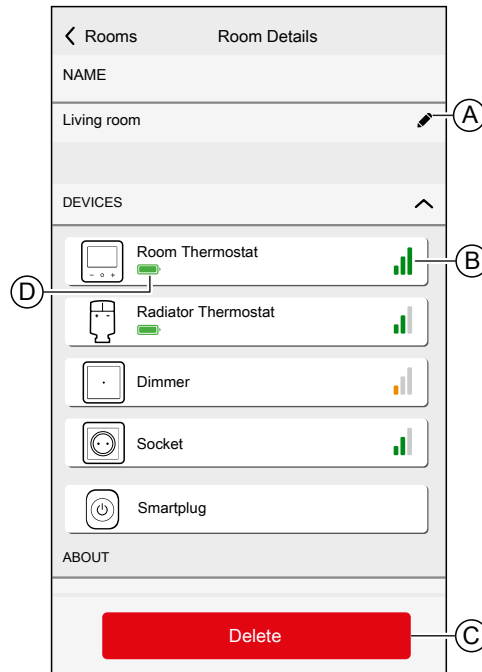 Rooms Room Details
NAME
Living room
A
DEVICES
Room Thermostat
B
D
Radiator Thermostat
Dimmer
Socket
Smartplug
ABOUT
Delete
C